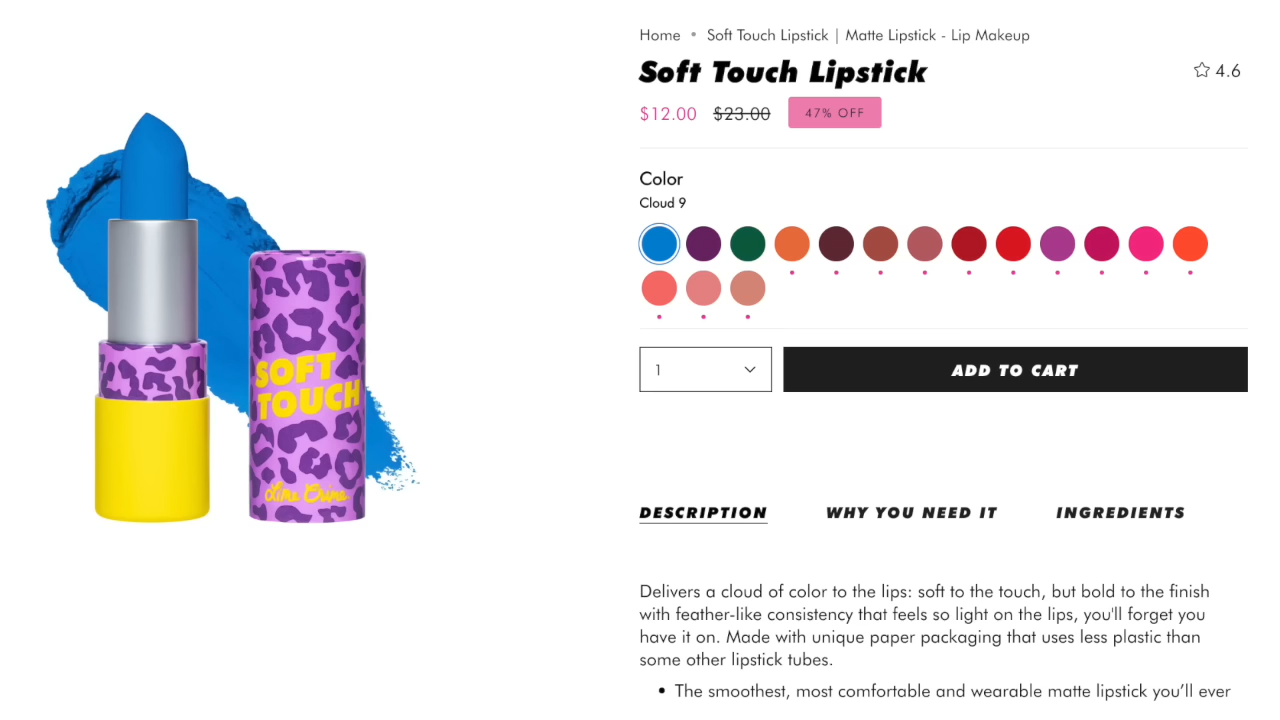 Home • Soft Touch Lipstick | Matte Lipstick - Lip Makeup
Soft Touch Lipstick
4.6
$12.00 $23.00 47% OFF
Color
Cloud 9
1
ADD TO CART
SOFT
TOUCH
Lime Crime
DESCRIPTION WHY YOU NEED IT INGREDIENTS
Delivers a cloud of color to the lips: soft to the touch, but bold to the finish
with feather-like consistency that feels so light on the lips, you'll forget you
have it on. Made with unique paper packaging that uses less plastic than
some other lipstick tubes.
• The smoothest, most comfortable and wearable matte lipstick you’ll ever